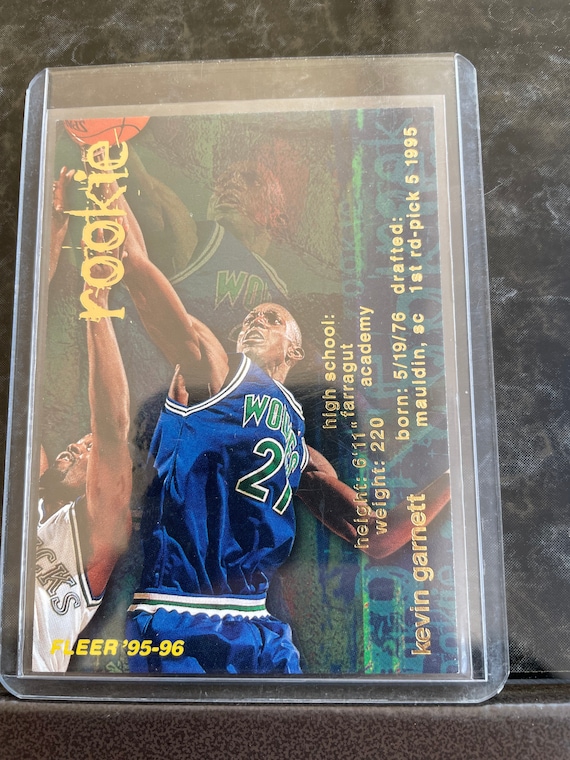 rookie
WOLVES
21
high school:
height: 6'11" farragut
weight: 220 academy
born: 5/19/76 drafted:
mauldin, sc 1st rd-pick 5 1995
kevin garnett
CKS
FLEER '95-96